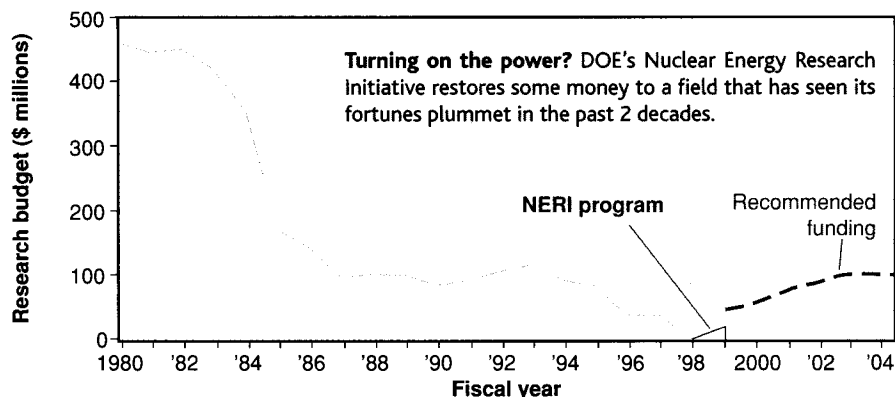 500
400
300
200
100
0
Research budget ($ millions)
Turning on the power? DOE's Nuclear Energy Research
Initiative restores some money to a field that has seen its
fortunes plummet in the past 2 decades.
NERI program
Recommended
funding
1980 '82 '84 '86 '88 '90 '92 '94 '96 '98 2000 '02 '04
Fiscal year